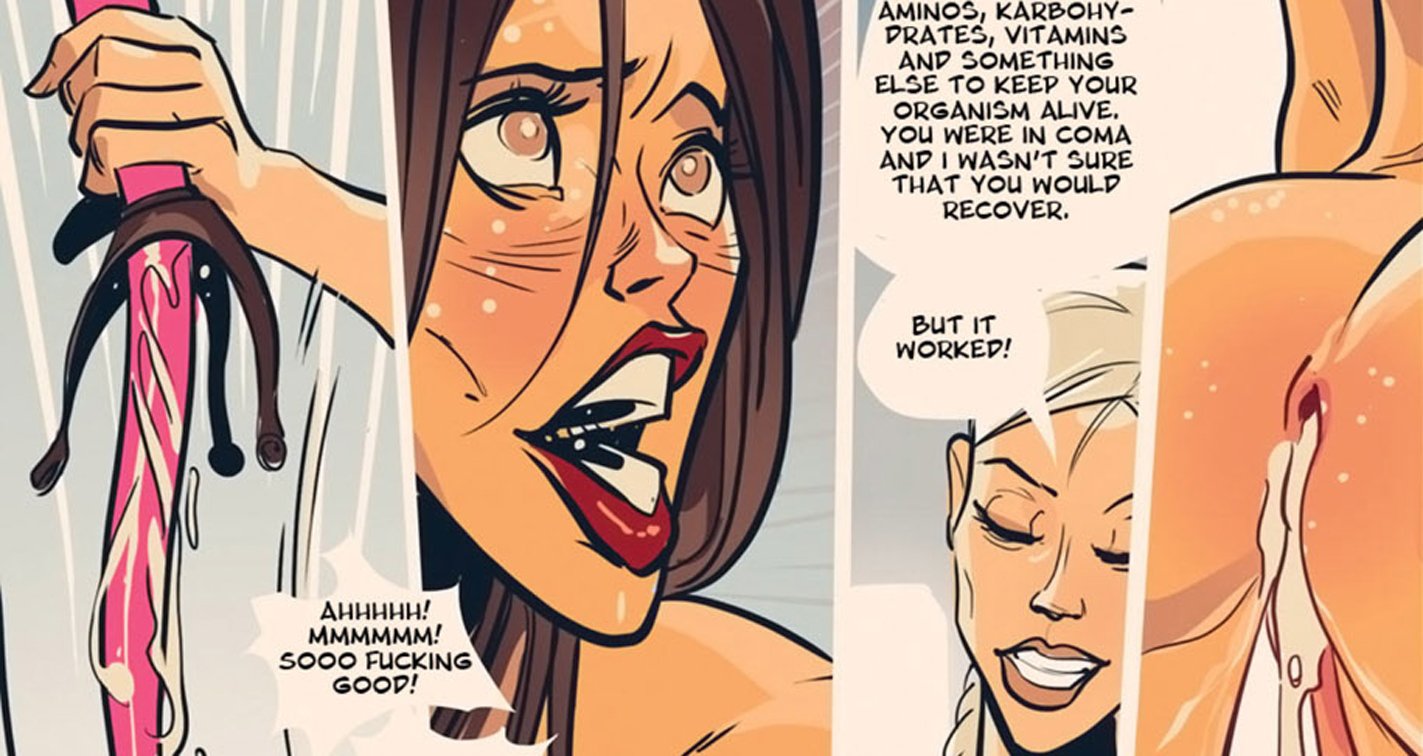 AHHHHH!
MMMMMM!
SOOO FUCKING
GOOD!
AMINOS, KARBOHY-
DRATES, VITAMINS
AND SOMETHING
ELSE TO KEEP YOUR
ORGANISM ALIVE.
YOU WERE IN COMA
AND I WASN'T SURE
THAT YOU WOULD
RECOVER.
BUT IT
WORKED!